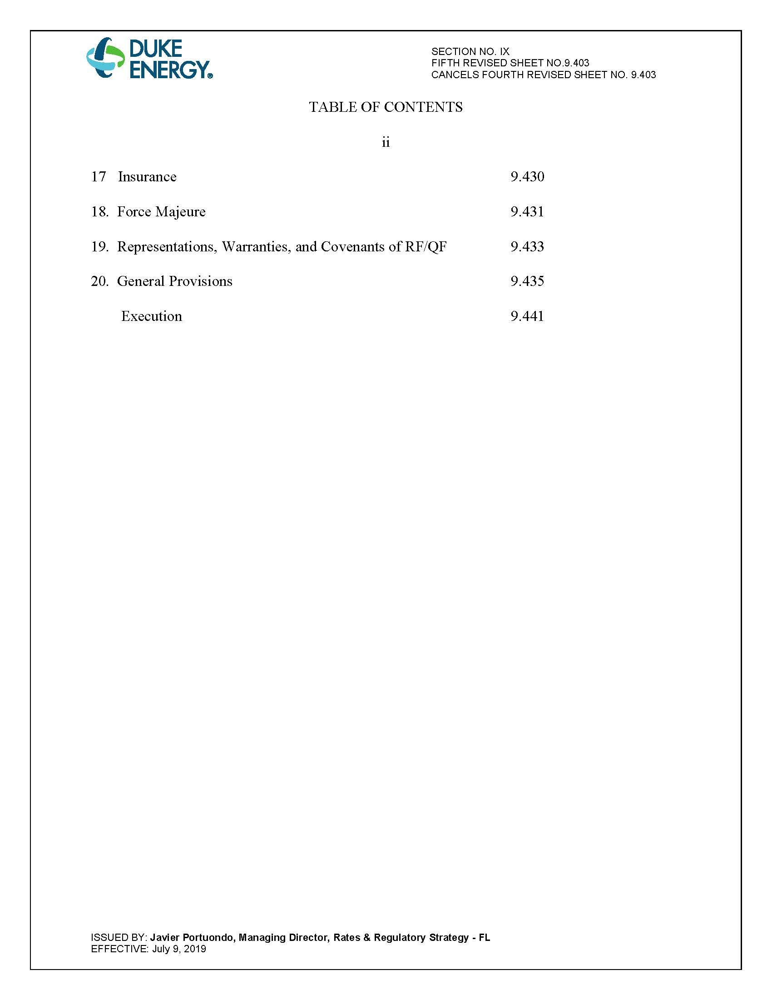 DUKE
ENERGY®
SECTION NO. IX
FIFTH REVISED SHEET NO.9.403
CANCELS FOURTH REVISED SHEET NO. 9.403
TABLE OF CONTENTS
ii
17 Insurance 9.430
18. Force Majeure 9.431
19. Representations, Warranties, and Covenants of RF/QF 9.433
20. General Provisions 9.435
Execution 9.441
ISSUED BY: Javier Portuondo, Managing Director, Rates & Regulatory Strategy - FL
EFFECTIVE: July 9, 2019